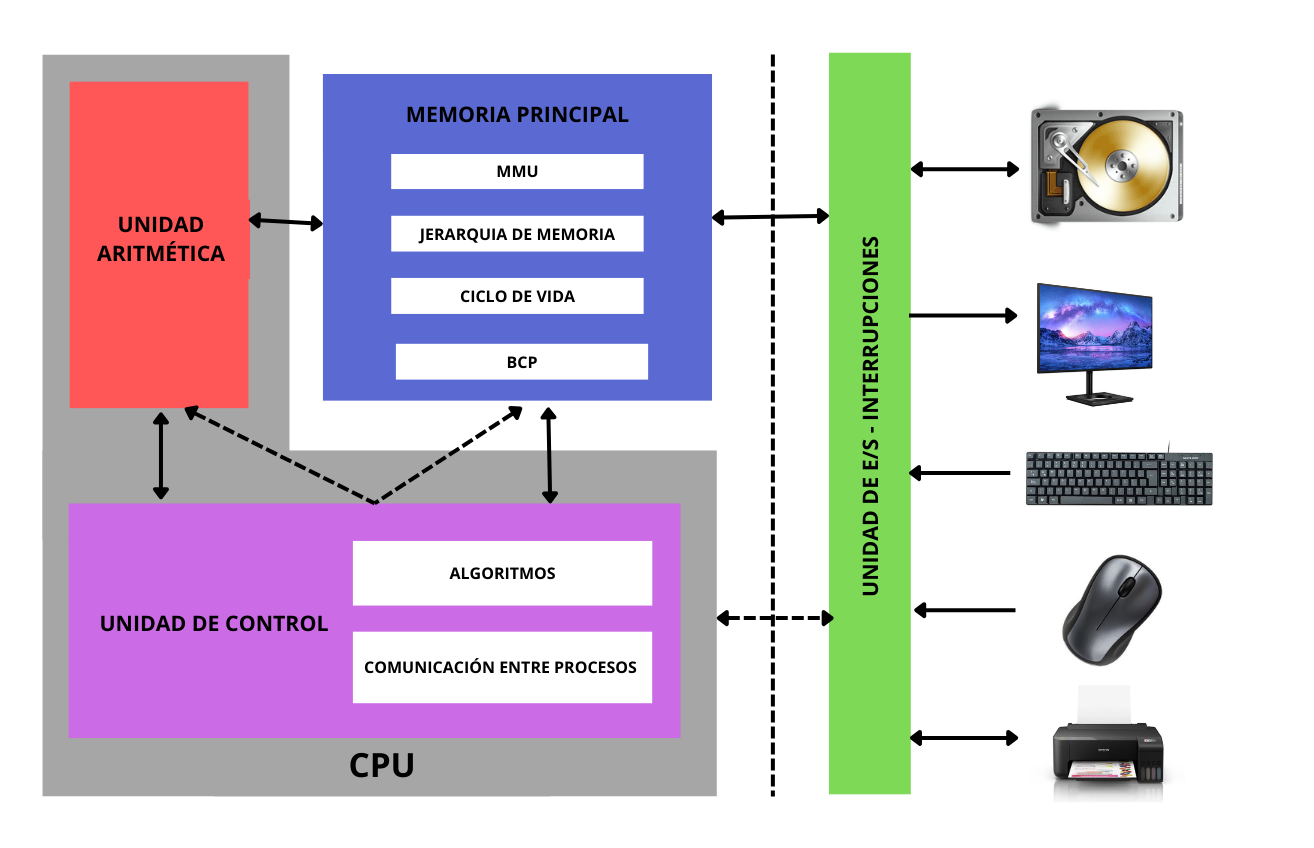 UNIDAD
ARITMÉTICA
MEMORIA PRINCIPAL
MMU
JERARQUIA DE MEMORIA
CICLO DE VIDA
BCP
UNIDAD DE CONTROL
ALGORITMOS
COMUNICACIÓN ENTRE PROCESOS
CPU
UNIDAD DE E/S - INTERRUPCIONES
EPSON